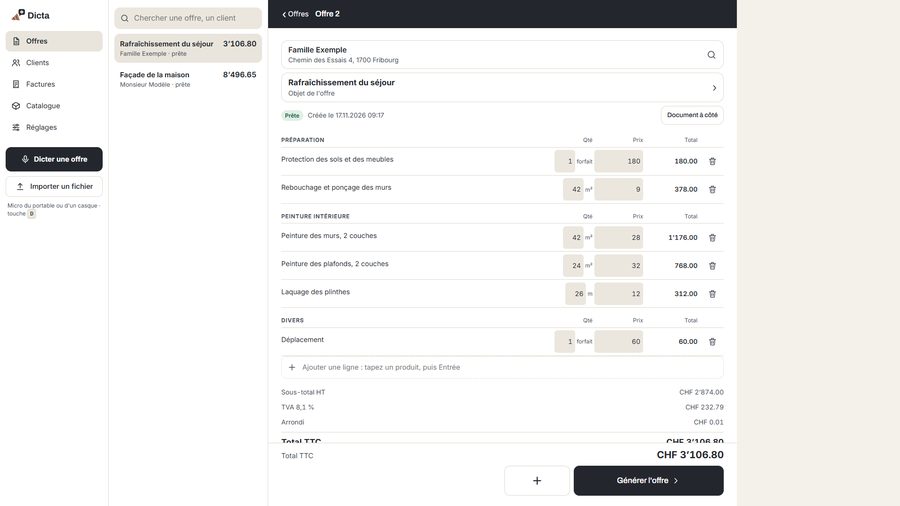 Dicta
Offres
Clients
Factures
Catalogue
Réglages
Dicter une offre
Importer un fichier
Micro du portable ou d'un casque ·
touche D
Chercher une offre, un client
Rafraîchissement du séjour 3'106.80
Famille Exemple · prête
Façade de la maison 8'496.65
Monsieur Modèle · prête
Offres Offre 2
Famille Exemple
Chemin des Essais 4, 1700 Fribourg
Rafraîchissement du séjour
Objet de l'offre
Prête Créée le 17.11.2026 09:17 Document à côté
PRÉPARATION Qté Prix Total
Protection des sols et des meubles 1 forfait 180 180.00
Rebouchage et ponçage des murs 42 m² 9 378.00
PEINTURE INTÉRIEURE Qté Prix Total
Peinture des murs, 2 couches 42 m² 28 1'176.00
Peinture des plafonds, 2 couches 24 m² 32 768.00
Laquage des plinthes 26 m 12 312.00
DIVERS Qté Prix Total
Déplacement 1 forfait 60 60.00
Ajouter une ligne : tapez un produit, puis Entrée
Sous-total HT CHF 2'874.00
TVA 8,1 % CHF 232.79
Arrondi CHF 0.01
Total TTC CHF 3'106.80
Total TTC CHF 3'106.80
+ Générer l'offre